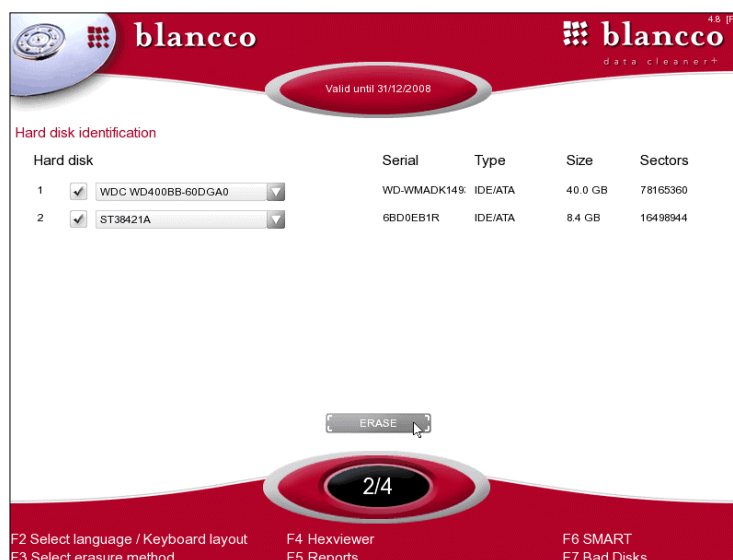 4.8 [P
blancco
blancco
data cleaner+
Valid until 31/12/2008
Hard disk identification
Hard disk Serial Type Size Sectors
1 WDC WD400BB-60DGA0 WD-WMADK149 IDE/ATA 40.0 GB 78165360
2 ST38421A 6BD0EB1R IDE/ATA 8.4 GB 16498944
ERASE
2/4
F2 Select language / Keyboard layout F4 Hexviewer F6 SMART
F3 Select erasure method F5 Reports F7 Bad Disks